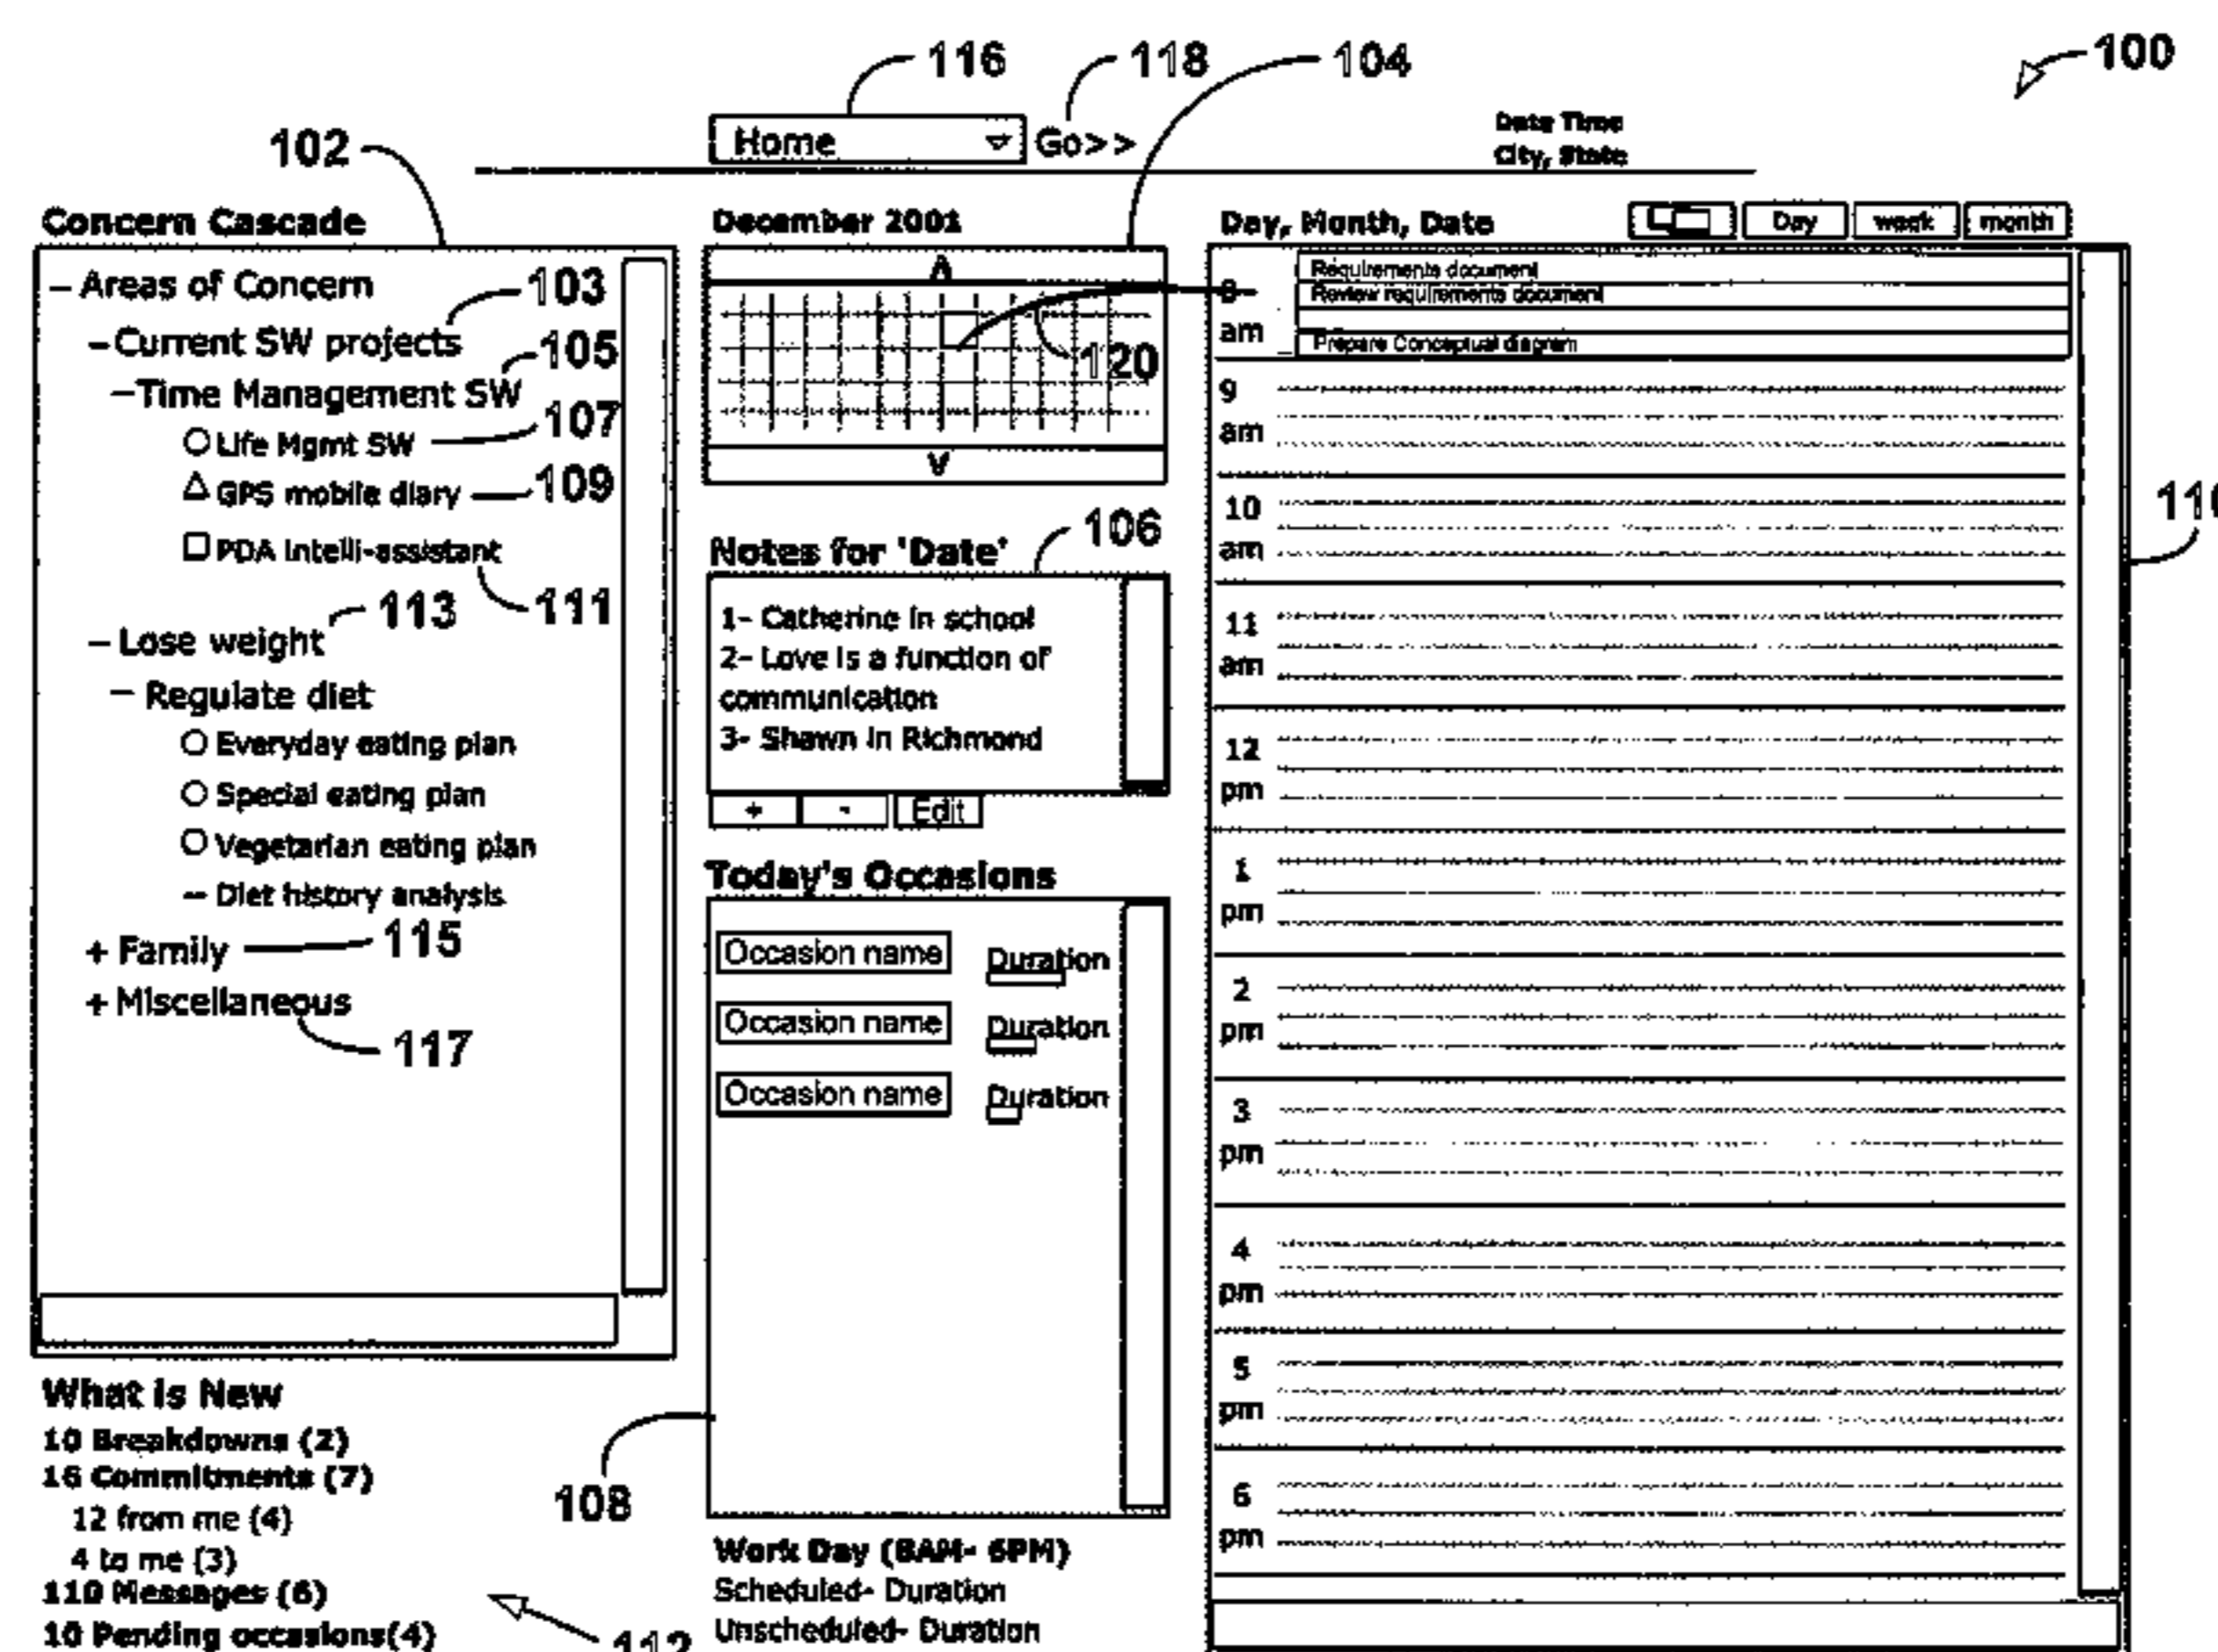 116
118
104
100
Home
Go>>
Date Time
City, State
102
Concern Cascade
– Areas of Concern
103
– Current SW projects
105
– Time Management SW
107
Life Mgmt SW
GPS mobile diary
109
PDA Intelli-assistant
111
113
– Lose weight
– Regulate diet
Everyday eating plan
Special eating plan
Vegetarian eating plan
– Diet history analysis
+ Family
115
+ Miscellaneous
117
What is New
10 Breakdowns (2)
16 Commitments (7)
12 from me (4)
4 to me (3)
110 Messages (6)
10 Pending occasions(4)
112
December 2001
Λ
120
V
Notes for 'Date'
106
1- Catherine in school
2- Love is a function of
communication
3- Shawn in Richmond
+ - Edit
Today's Occasions
Occasion name Duration
Occasion name Duration
Occasion name Duration
108
Work Day (8AM- 6PM)
Scheduled- Duration
Unscheduled- Duration
Day, Month, Date
Day week month
Requirements document
8 Review requirements document
am Prepare Conceptual diagram
9
am
10
am
110
11
am
12
pm
1
pm
2
pm
3
pm
4
pm
5
pm
6
pm